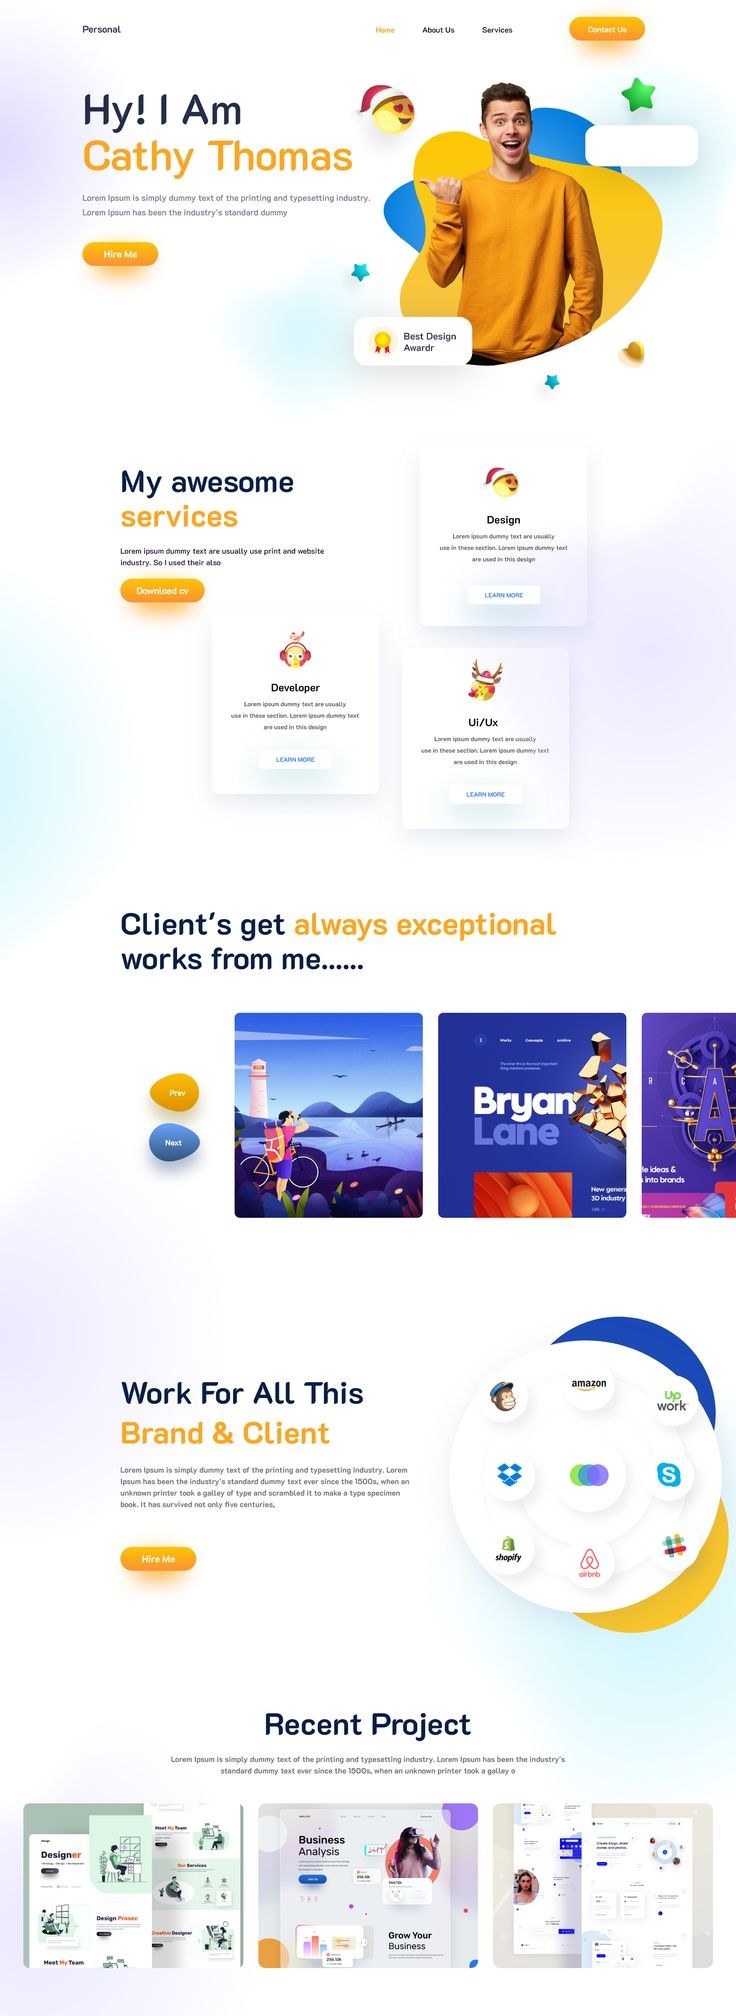 Personal
Home
About Us
Services
Contact Us
Hy! I Am
Cathy Thomas
Lorem Ipsum is simply dummy text of the printing and typesetting industry.
Lorem Ipsum has been the industry's standard dummy
Hire Me
Best Design
Awardr
My awesome
services
Lorem ipsum dummy text are usually use print and website
industry. So I used their also
Download cv
Design
Lorem ipsum dummy text are usually
use in these section. Lorem ipsum dummy text
are used in this design
LEARN MORE
Developer
Lorem ipsum dummy text are usually
use in these section. Lorem ipsum dummy text
are used in this design
LEARN MORE
Ui/Ux
Lorem ipsum dummy text are usually
use in these section. Lorem ipsum dummy text
are used in this design
LEARN MORE
Client's get always exceptional
works from me......
Prev
Next
Works
Concepts
Archive
The inner fire is the most important
thing mankind possesses.
Bryan
Lane
New genera
3D industry
R C A
A
le ideas &
s into brands
Work For All This
Brand & Client
Lorem Ipsum is simply dummy text of the printing and typesetting industry. Lorem
Ipsum has been the industry's standard dummy text ever since the 1500s, when an
unknown printer took a galley of type and scrambled it to make a type specimen
book. It has survived not only five centuries,
Hire Me
amazon
up
work
shopify
airbnb
Recent Project
Lorem Ipsum is simply dummy text of the printing and typesetting industry. Lorem Ipsum has been the industry's
standard dummy text ever since the 1500s, when an unknown printer took a galley o
Designer
Meet My Team
Our Services
Design Prosec
Creative Designer
Meet My Team
Business
Analysis
Grow Your
Business
Create blogs, share
stories and photos.